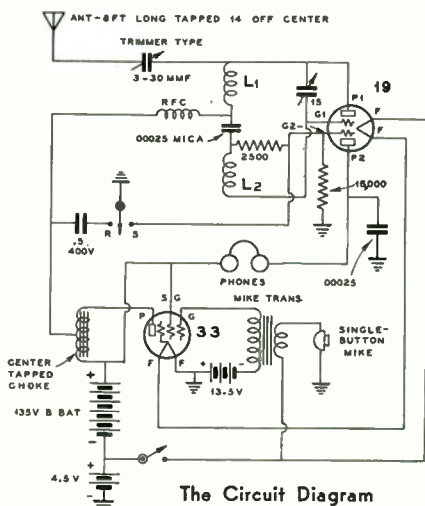 ANT-8FT LONG TAPPED 14 OFF CENTER
TRIMMER TYPE
3-30 MMF
L1
19
15
P1
F
RFC
G1
G2-
F
00025 MICA
2500
P2
L2
15,000
R S
.5
400V
00025
PHONES
S G
MIKE TRANS.
P G
33
SINGLE-
BUTTON
MIKE
CENTER
TAPPED
CHOKE
F F
+ -
13.5V
+
135V B BAT
-
+
4.5V
-
The Circuit Diagram